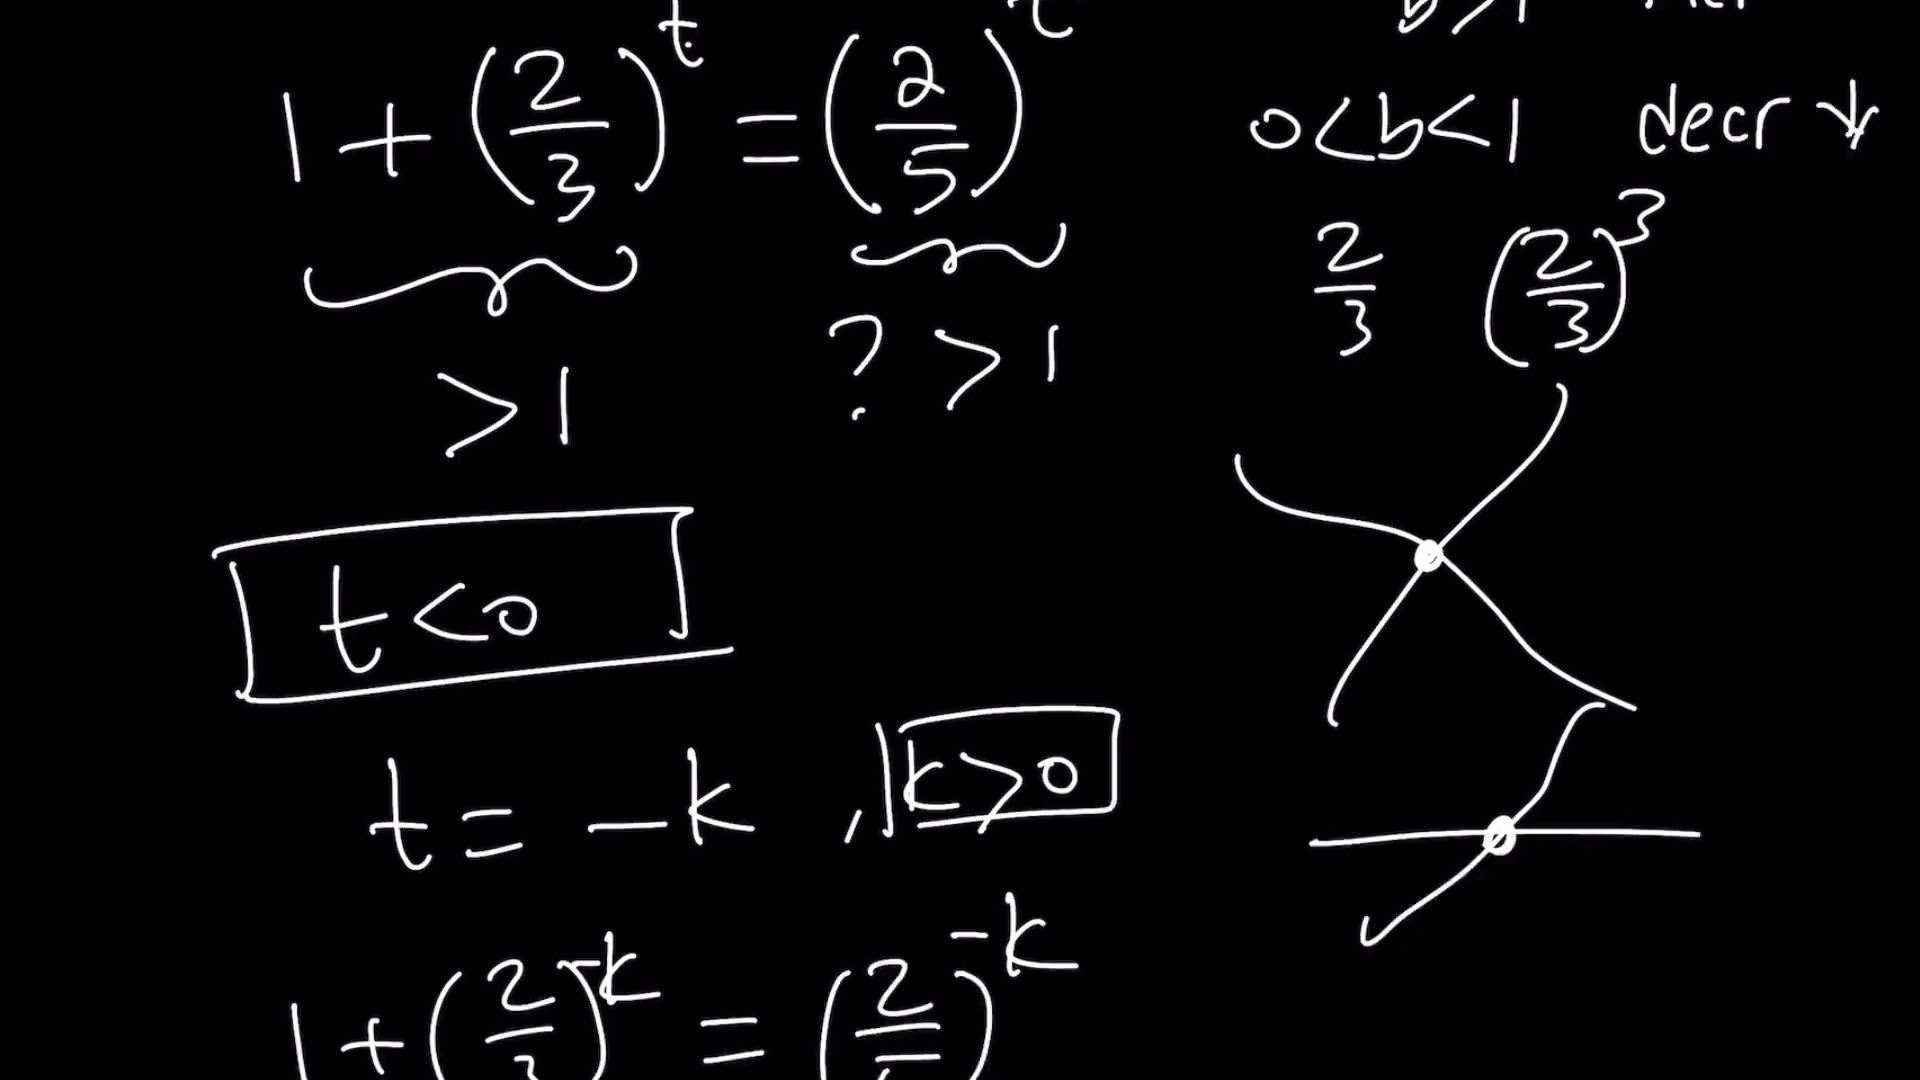 1 + (2/3)^t = (2/5)^t
>1
? >1
t<0
t = -k , k>0
1 + (2/3)^-k = (2/5)^-k
b>1
0<b<1 decr ↓
2/3 (2/3)^3